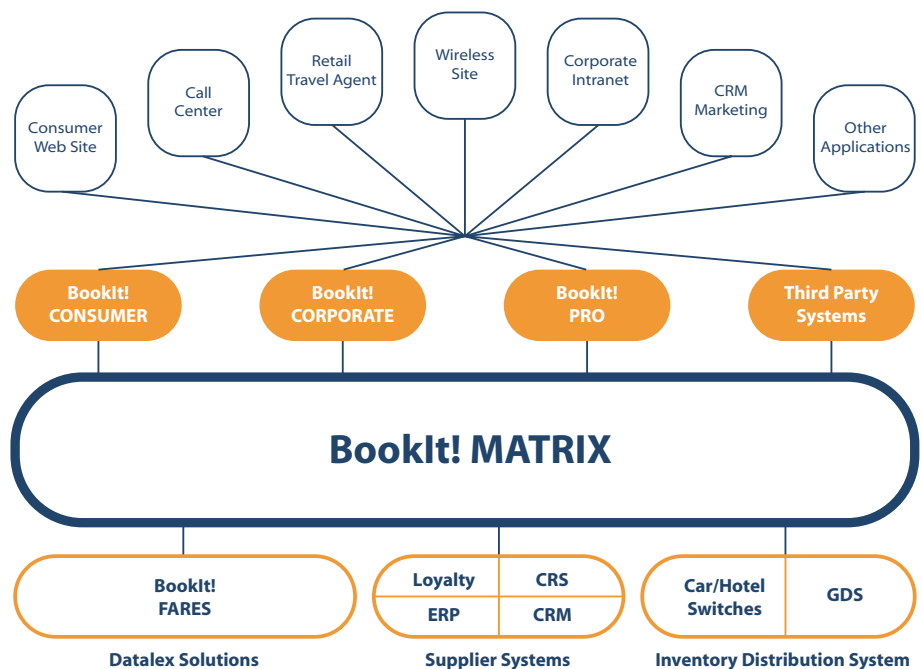 Consumer
Web Site
Call
Center
Retail
Travel Agent
Wireless
Site
Corporate
Intranet
CRM
Marketing
Other
Applications
BookIt!
CONSUMER
BookIt!
CORPORATE
BookIt!
PRO
Third Party
Systems
BookIt! MATRIX
BookIt!
FARES
Loyalty
CRS
ERP
CRM
Car/Hotel
Switches
GDS
Datalex Solutions
Supplier Systems
Inventory Distribution System